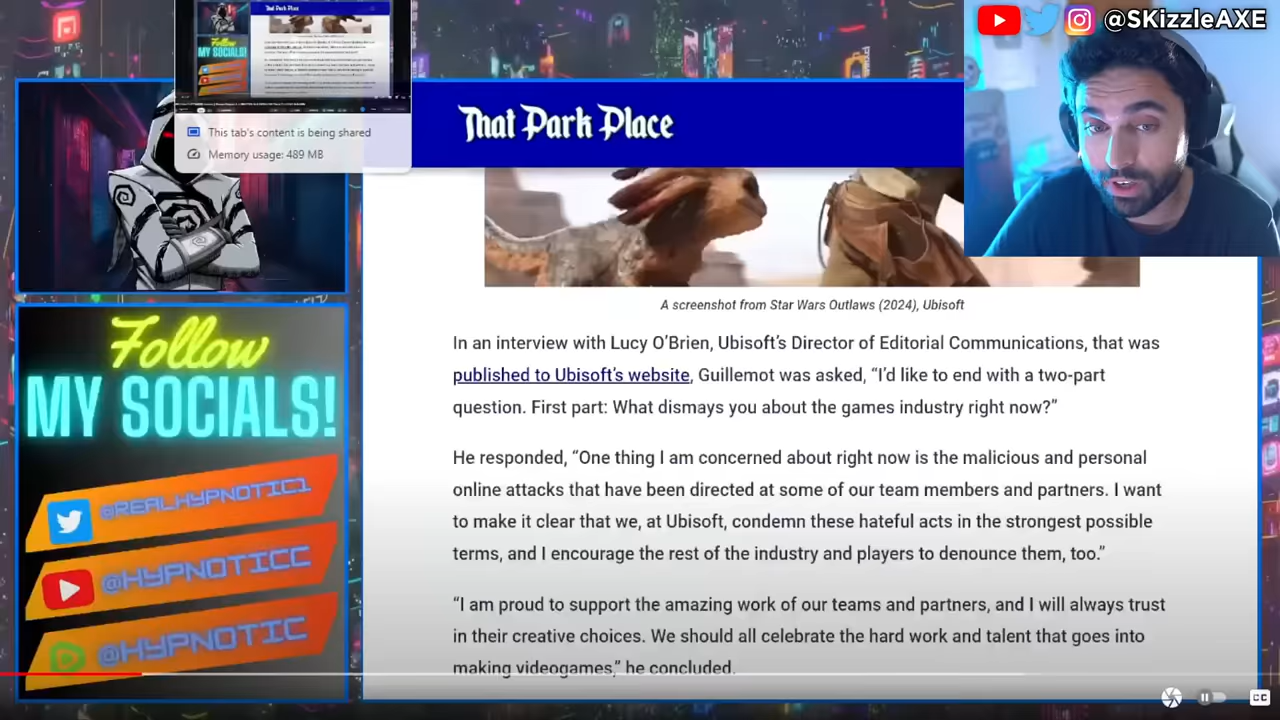 @SKizzleAXE
That Park Place
This tab's content is being shared
Memory usage: 489 MB
That Park Place
A screenshot from Star Wars Outlaws (2024), Ubisoft
In an interview with Lucy O'Brien, Ubisoft's Director of Editorial Communications, that was
published to Ubisoft's website, Guillemot was asked, “I'd like to end with a two-part
question. First part: What dismays you about the games industry right now?”
He responded, “One thing I am concerned about right now is the malicious and personal
online attacks that have been directed at some of our team members and partners. I want
to make it clear that we, at Ubisoft, condemn these hateful acts in the strongest possible
terms, and I encourage the rest of the industry and players to denounce them, too.”
“I am proud to support the amazing work of our teams and partners, and I will always trust
in their creative choices. We should all celebrate the hard work and talent that goes into
making videogames,” he concluded.
Follow
MY SOCIALS!
Follow
MY SOCIALS!
@REALHYPNOTIC1
@HYPNOTICC
@HYPNOTIC
CC